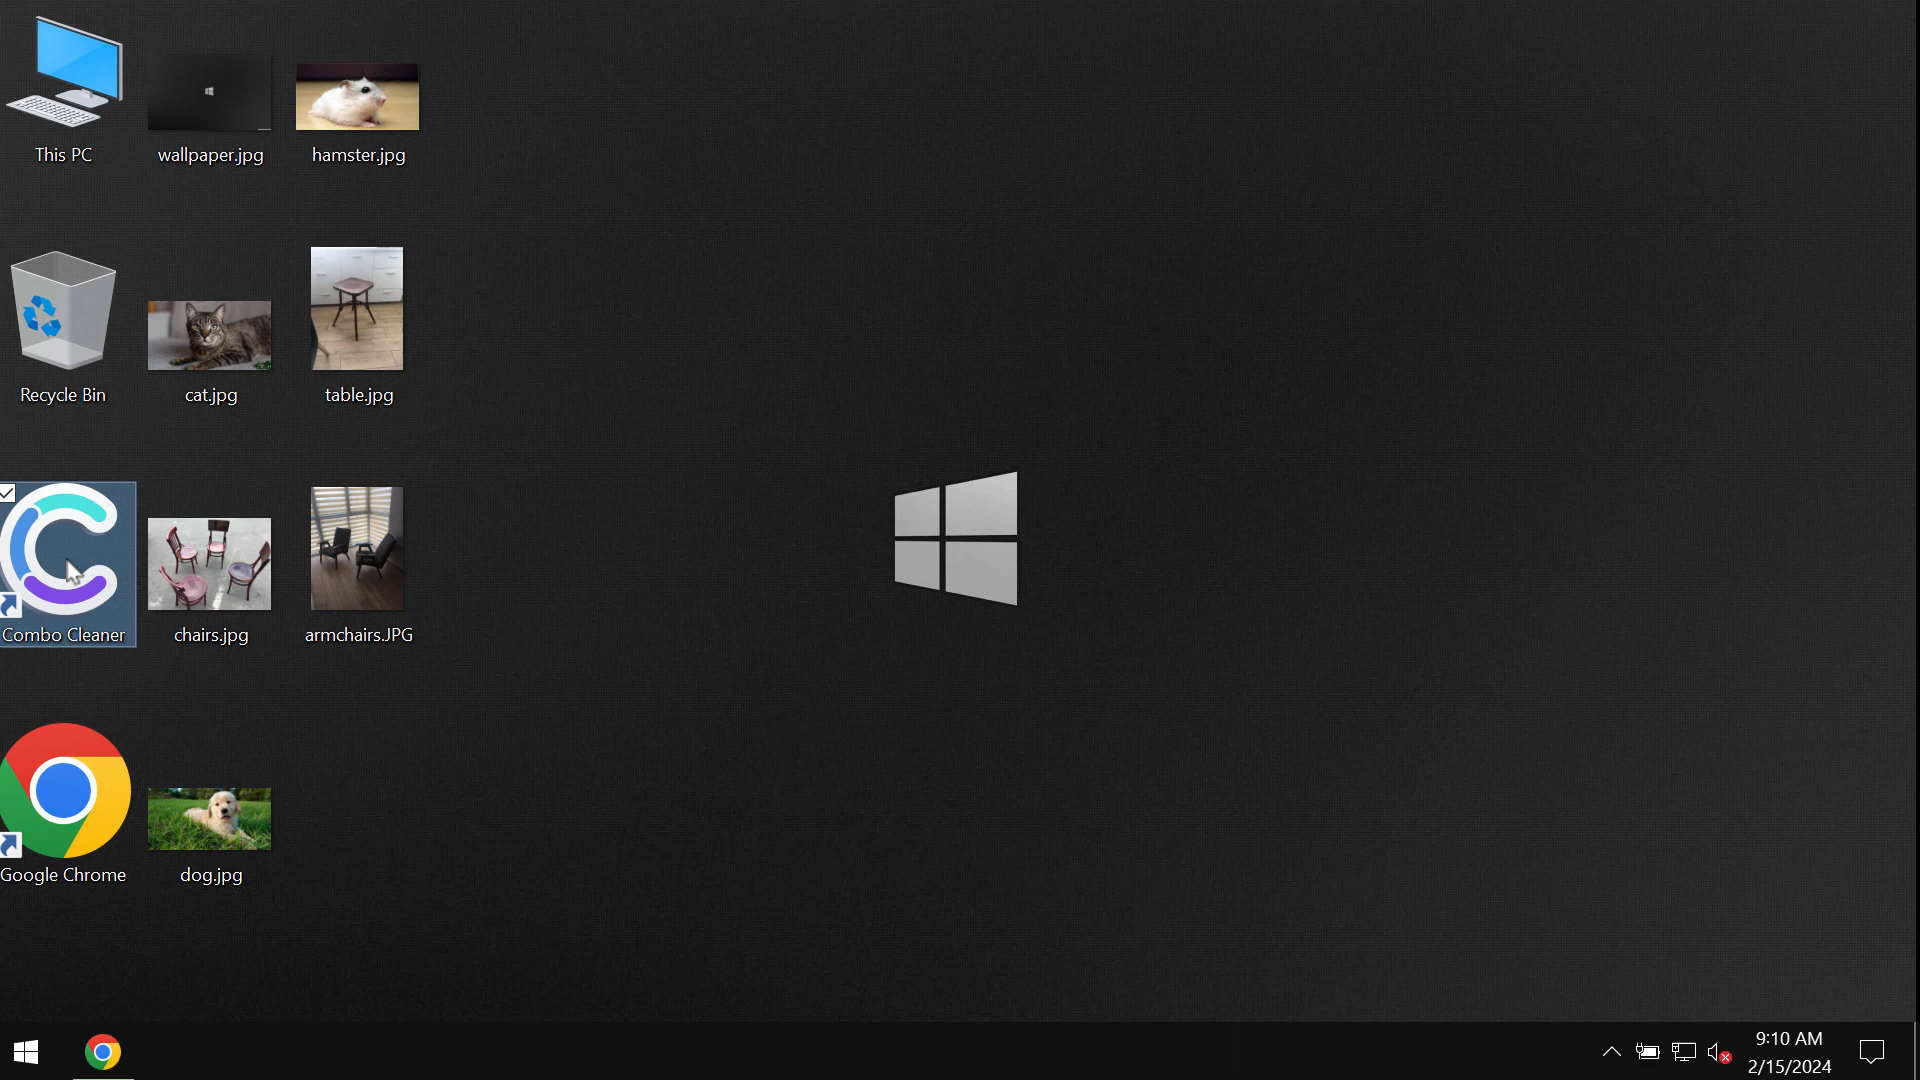 This PC
wallpaper.jpg
hamster.jpg
Recycle Bin
cat.jpg
table.jpg
Combo Cleaner
chairs.jpg
armchairs.JPG
Google Chrome
dog.jpg
9:10 AM
2/15/2024